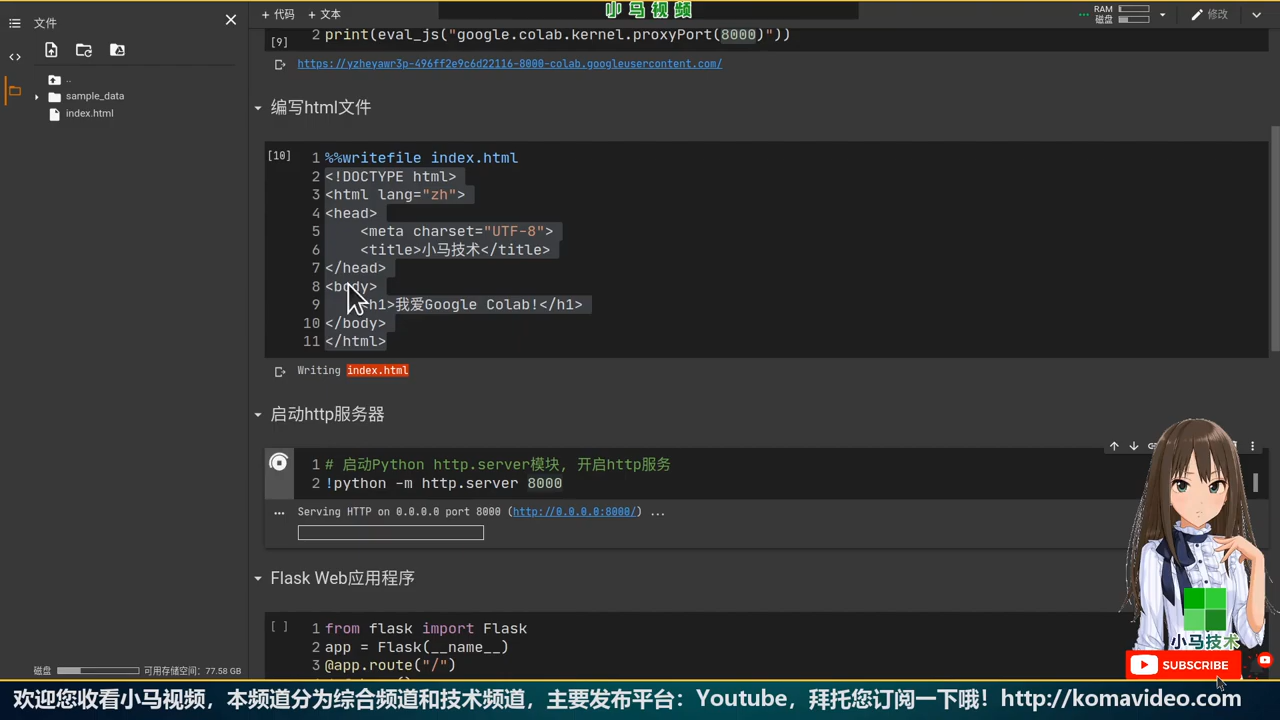 小马视频
文件
+ 代码 + 文本
RAM
磁盘
修改
[9]
2 print(eval_js("google.colab.kernel.proxyPort(8000)"))
https://yzheyawr3p-496ff2e9c6d22116-8000-colab.googleusercontent.com/
..
sample_data
index.html
编写html文件
[10]
1 %%writefile index.html
2 <!DOCTYPE html>
3 <html lang="zh">
4 <head>
5 <meta charset="UTF-8">
6 <title>小马技术</title>
7 </head>
8 <body>
9 h1>我爱Google Colab!</h1>
10 </body>
11 </html>
Writing index.html
启动http服务器
1 # 启动Python http.server模块, 开启http服务
2 !python -m http.server 8000
Serving HTTP on 0.0.0.0 port 8000 (http://0.0.0.0:8000/) ...
Flask Web应用程序
[ ]
1 from flask import Flask
2 app = Flask(__name__)
3 @app.route("/")
磁盘 可用存储空间：77.58 GB
小马技术
SUBSCRIBE
欢迎您收看小马视频，本频道分为综合频道和技术频道，主要发布平台：Youtube，拜托您订阅一下哦！http://komavideo.com